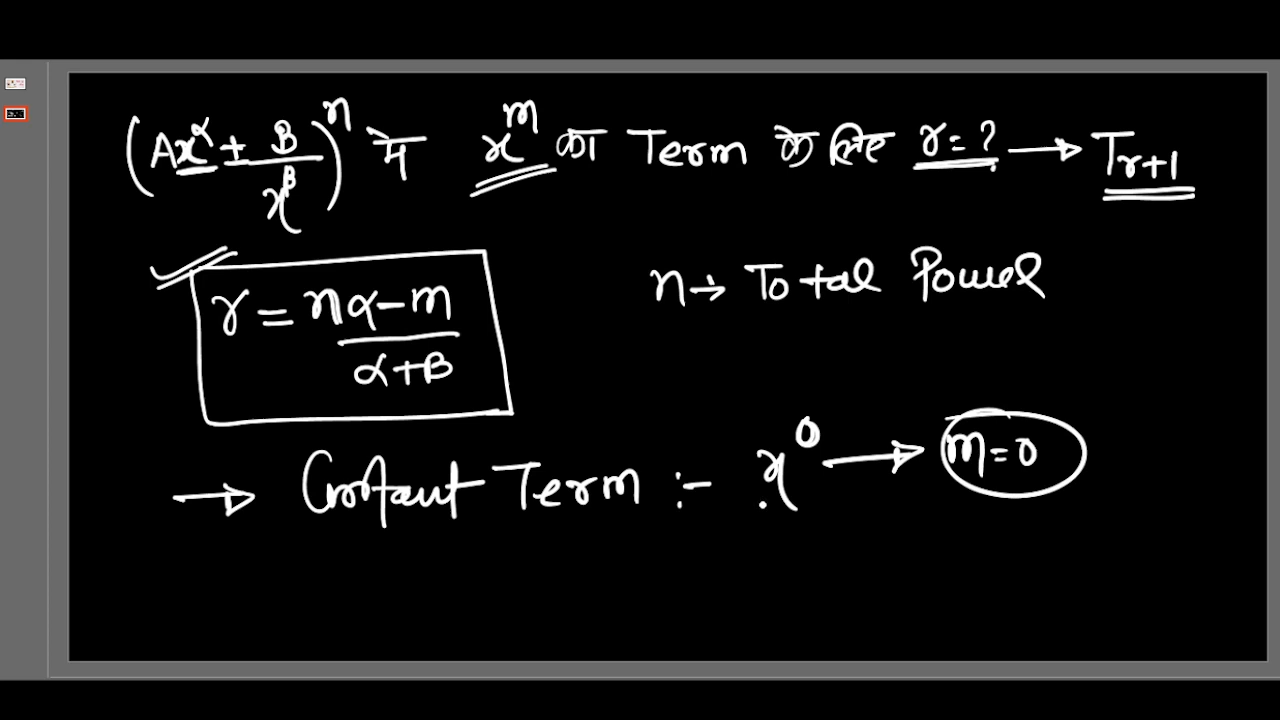 (Ax^α ± B/x^β)^n में x^m का Term के लिए r = ? → T_{r+1}
r = nα-m/α+β
n → Total Power
→ Constant Term :- x^0 → m=0